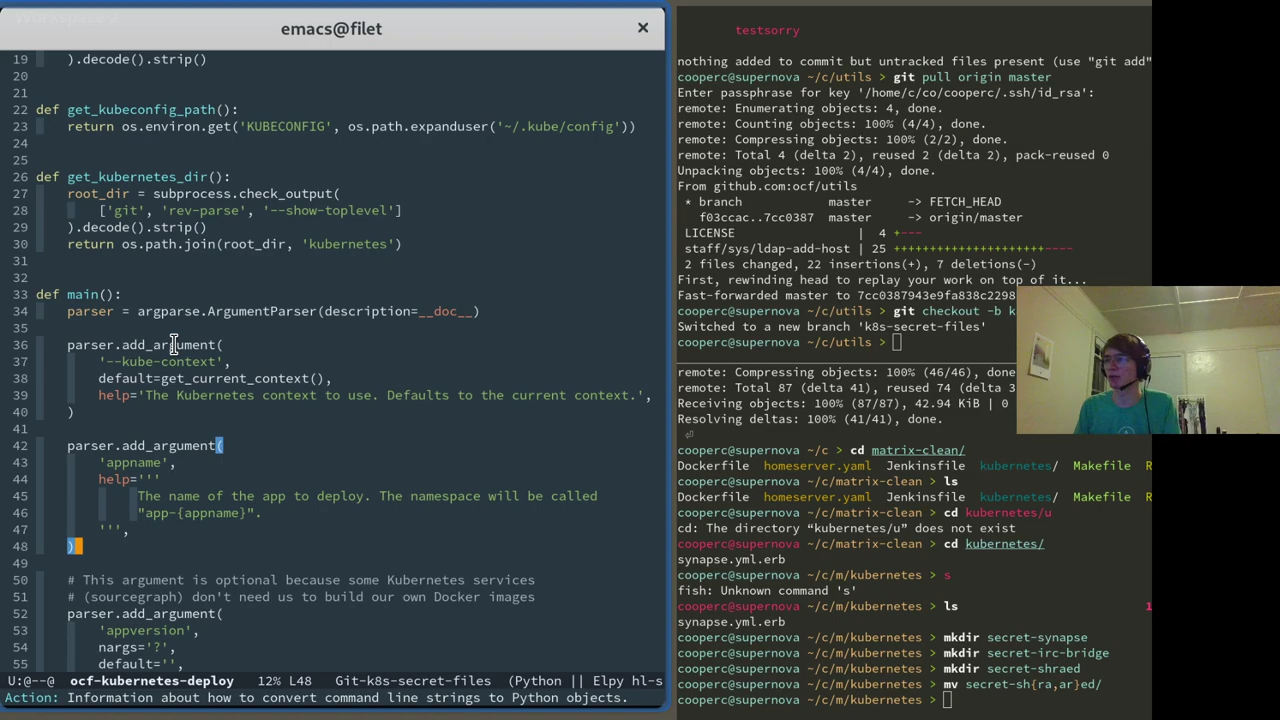 emacs@filet
19 ).decode().strip()
20
21
22 def get_kubeconfig_path():
23 return os.environ.get('KUBECONFIG', os.path.expanduser('~/.kube/config'))
24
25
26 def get_kubernetes_dir():
27 root_dir = subprocess.check_output(
28 ['git', 'rev-parse', '--show-toplevel']
29 ).decode().strip()
30 return os.path.join(root_dir, 'kubernetes')
31
32
33 def main():
34 parser = argparse.ArgumentParser(description=__doc__)
35
36 parser.add_argument(
37 '--kube-context',
38 default=get_current_context(),
39 help='The Kubernetes context to use. Defaults to the current context.',
40 )
41
42 parser.add_argument(
43 'appname',
44 help='''
45 The name of the app to deploy. The namespace will be called
46 "app-{appname}".
47 ''',
48 )
49
50 # This argument is optional because some Kubernetes services
51 # (sourcegraph) don't need us to build our own Docker images
52 parser.add_argument(
53 'appversion',
54 nargs='?',
55 default='',
U:@--@ ocf-kubernetes-deploy 12% L48 Git-k8s-secret-files (Python || Elpy hl-s
Action: Information about how to convert command line strings to Python objects.
testsorry
nothing added to commit but untracked files present (use "git add"
cooperc@supernova ~/c/utils > git pull origin master
Enter passphrase for key '/home/c/co/cooperc/.ssh/id_rsa':
remote: Enumerating objects: 4, done.
remote: Counting objects: 100% (4/4), done.
remote: Compressing objects: 100% (2/2), done.
remote: Total 4 (delta 2), reused 2 (delta 2), pack-reused 0
Unpacking objects: 100% (4/4), done.
From github.com:ocf/utils
* branch master -> FETCH_HEAD
f03ccac..7cc0387 master -> origin/master
LICENSE | 4 +---
staff/sys/ldap-add-host | 25 +++++++++++++++++++++----
2 files changed, 22 insertions(+), 7 deletions(-)
First, rewinding head to replay your work on top of it...
Fast-forwarded master to 7cc0387943e9fa838c2298
cooperc@supernova ~/c/utils > git checkout -b k
Switched to a new branch 'k8s-secret-files'
cooperc@supernova ~/c/utils >
remote: Compressing objects: 100% (46/46), done
remote: Total 87 (delta 41), reused 74 (delta 3
Receiving objects: 100% (87/87), 42.94 KiB | 0
Resolving deltas: 100% (41/41), done.
⏎
cooperc@supernova ~/c > cd matrix-clean/
Dockerfile homeserver.yaml Jenkinsfile kubernetes/ Makefile R
cooperc@supernova ~/c/matrix-clean > ls
Dockerfile homeserver.yaml Jenkinsfile kubernetes/ Makefile R
cooperc@supernova ~/c/matrix-clean > cd kubernetes/u
cd: The directory “kubernetes/u” does not exist
cooperc@supernova ~/c/matrix-clean > cd kubernetes/
synapse.yml.erb
cooperc@supernova ~/c/m/kubernetes > s
fish: Unknown command 's'
cooperc@supernova ~/c/m/kubernetes > ls 1
synapse.yml.erb
cooperc@supernova ~/c/m/kubernetes > mkdir secret-synapse
cooperc@supernova ~/c/m/kubernetes > mkdir secret-irc-bridge
cooperc@supernova ~/c/m/kubernetes > mkdir secret-shraed
cooperc@supernova ~/c/m/kubernetes > mv secret-sh{ra,ar}ed/
cooperc@supernova ~/c/m/kubernetes >